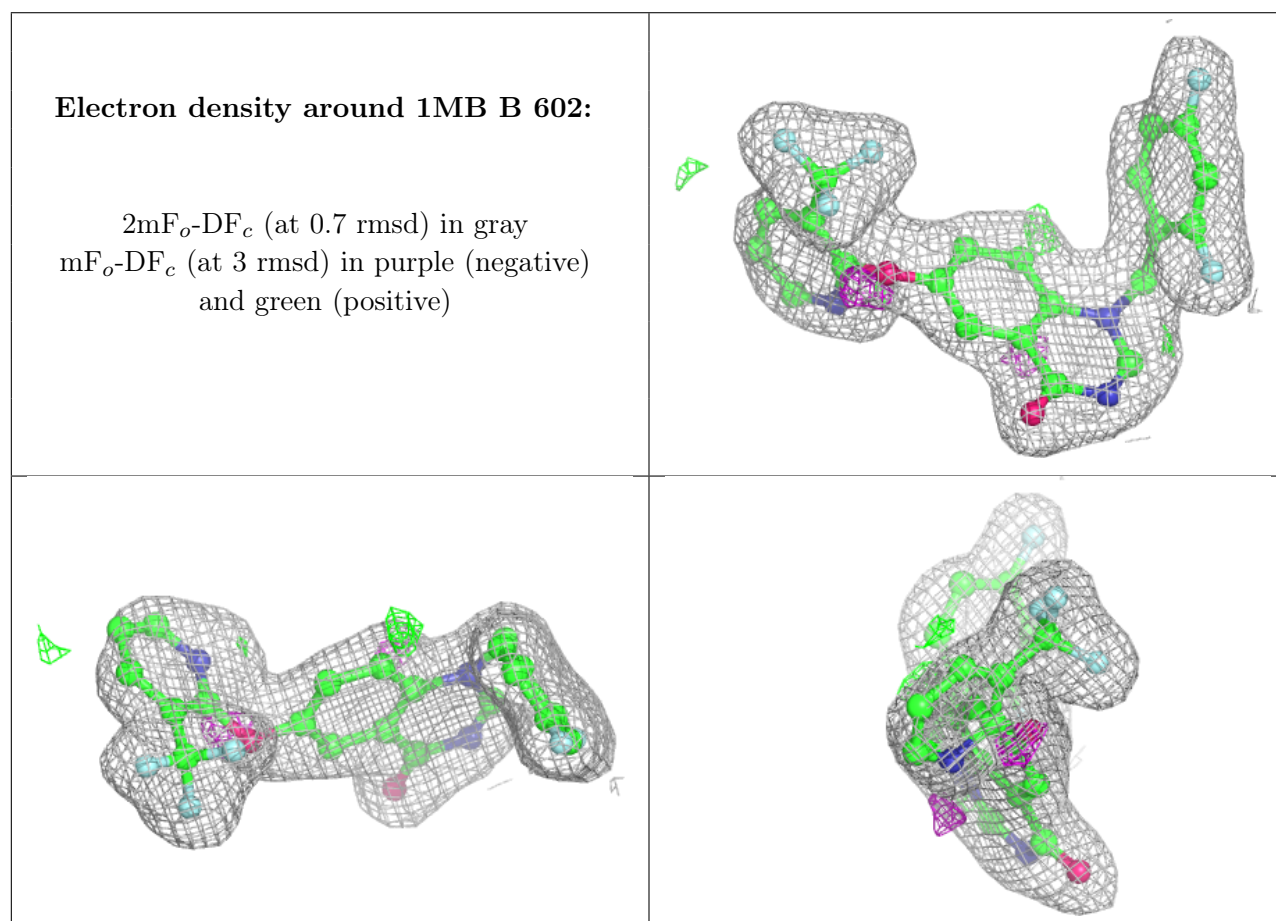 Electron density around 1MB B 602:
2mFo-DFc (at 0.7 rmsd) in gray
mFo-DFc (at 3 rmsd) in purple (negative)
and green (positive)